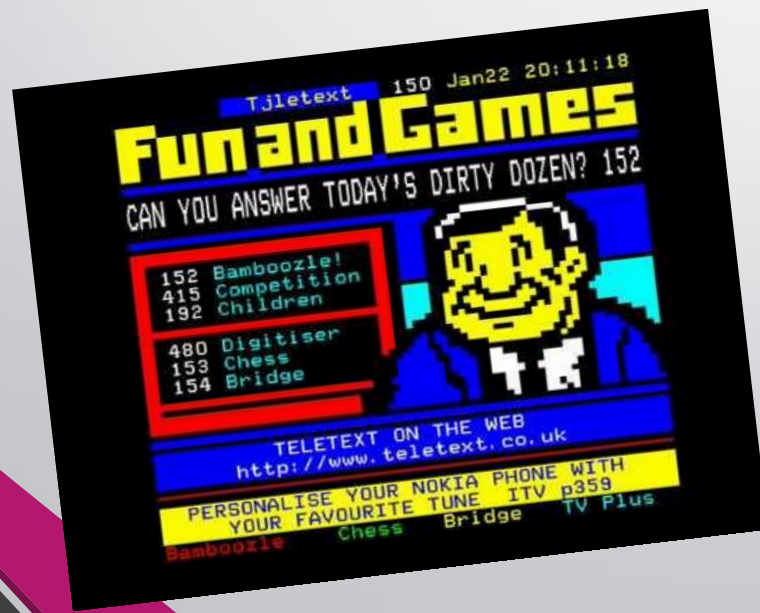 Tjletext 150 Jan22 20:11:18
Fun and Games
CAN YOU ANSWER TODAY'S DIRTY DOZEN? 152
152 Bamboozle!
415 Competition
192 Children
480 Digitiser
153 Chess
154 Bridge
TELETEXT ON THE WEB
http://www.teletext.co.uk
PERSONALISE YOUR NOKIA PHONE WITH
YOUR FAVOURITE TUNE ITV p359
Bamboozle Chess Bridge TV Plus